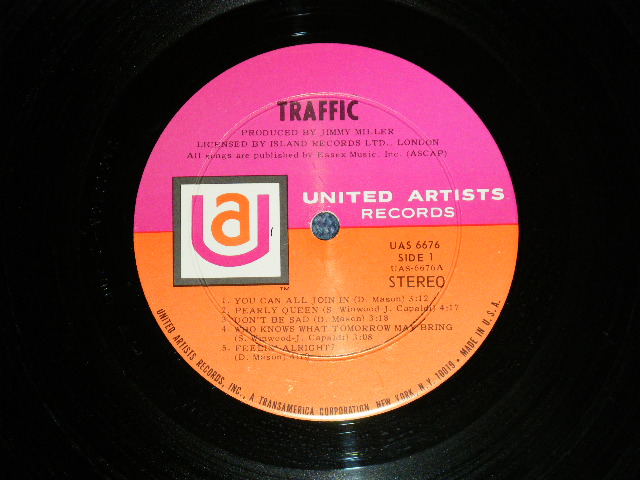 TRAFFIC
PRODUCED BY JIMMY MILLER
LICENSED BY ISLAND RECORDS LTD., LONDON
All songs are published by Essex Music, Inc. (ASCAP)
UA
TM
UNITED ARTISTS
RECORDS
UAS 6676
SIDE 1
UAS-6676A
STEREO
1. YOU CAN ALL JOIN IN (D. Mason) 3:12
2. PEARLY QUEEN (S. Winwood-J. Capaldi) 4:17
3. DON'T BE SAD (D. Mason) 3:18
4. WHO KNOWS WHAT TOMORROW MAY BRING
(S. Winwood-J. Capaldi) 3:08
5. FEELIN' ALRIGHT?
(D. Mason)
UNITED ARTISTS RECORDS, INC., A TRANSAMERICA CORPORATION, NEW YORK, N.Y. 10019 • MADE IN U.S.A.